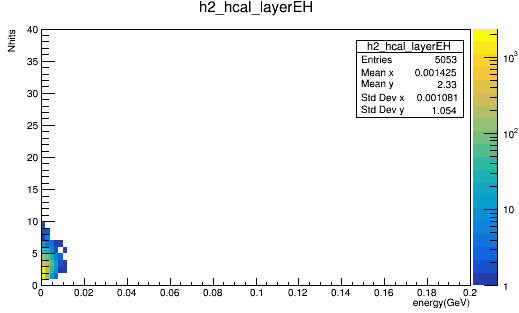 h2_hcal_layerEH
Nhits
h2_hcal_layerEH
Entries 5053
Mean x 0.001425
Mean y 2.33
Std Dev x 0.001081
Std Dev y 1.054
40
35
30
25
20
15
10
5
0
0 0.02 0.04 0.06 0.08 0.1 0.12 0.14 0.16 0.18 0.2
energy(GeV)
10³
10²
10
1